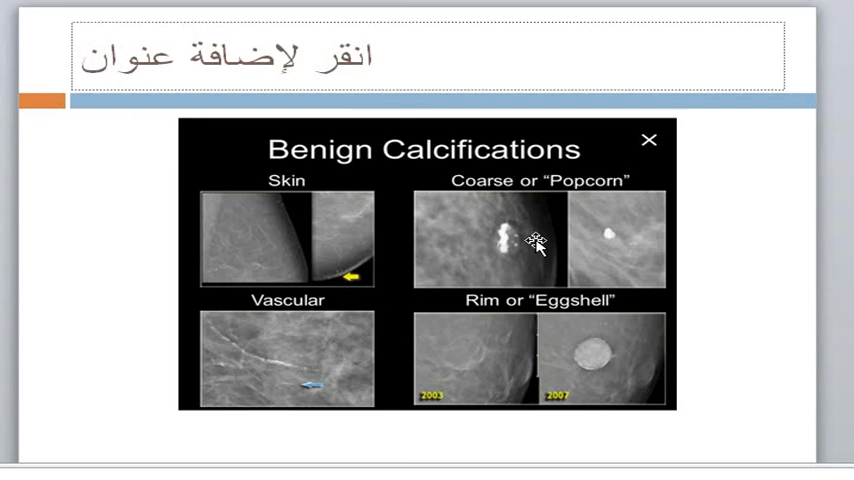 انقر لإضافة عنوان
Benign Calcifications
Skin
Coarse or “Popcorn”
Vascular
Rim or “Eggshell”
2003
2007